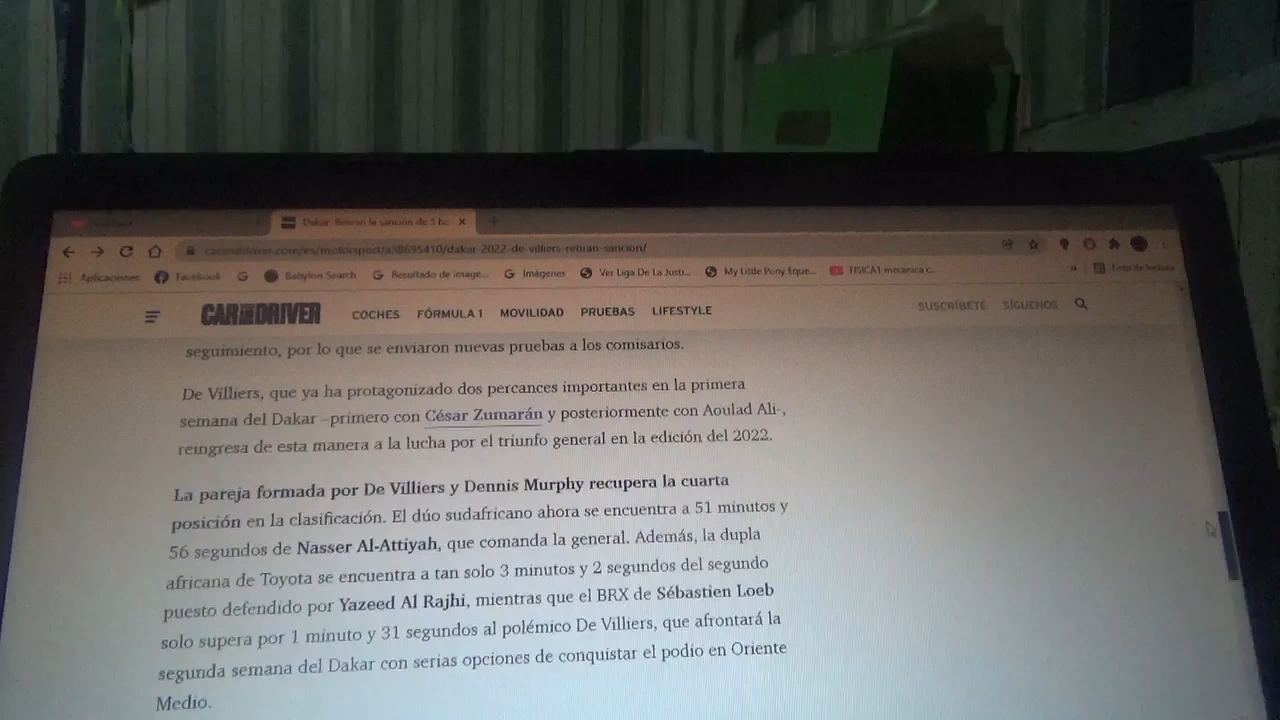 Dakar: Retiran la sanción de 5 ho
/dakar-2022-de-villiers-retiran-sancion/
Aplicaciones Facebook G Babylon Search Resultado de image... Imágenes Ver Liga De La Justi... My Little Pony Eque... FISICA1 mecanica c... » Lista de lectura
CAR AND DRIVER COCHES FÓRMULA 1 MOVILIDAD PRUEBAS LIFESTYLE SUSCRÍBETE SÍGUENOS
seguimiento, por lo que se enviaron nuevas pruebas a los comisarios.
De Villiers, que ya ha protagonizado dos percances importantes en la primera
semana del Dakar –primero con César Zumarán y posteriormente con Aoulad Ali-,
reingresa de esta manera a la lucha por el triunfo general en la edición del 2022.
La pareja formada por De Villiers y Dennis Murphy recupera la cuarta
posición en la clasificación. El dúo sudafricano ahora se encuentra a 51 minutos y
56 segundos de Nasser Al-Attiyah, que comanda la general. Además, la dupla
africana de Toyota se encuentra a tan solo 3 minutos y 2 segundos del segundo
puesto defendido por Yazeed Al Rajhi, mientras que el BRX de Sébastien Loeb
solo supera por 1 minuto y 31 segundos al polémico De Villiers, que afrontará la
segunda semana del Dakar con serias opciones de conquistar el podio en Oriente
Medio.